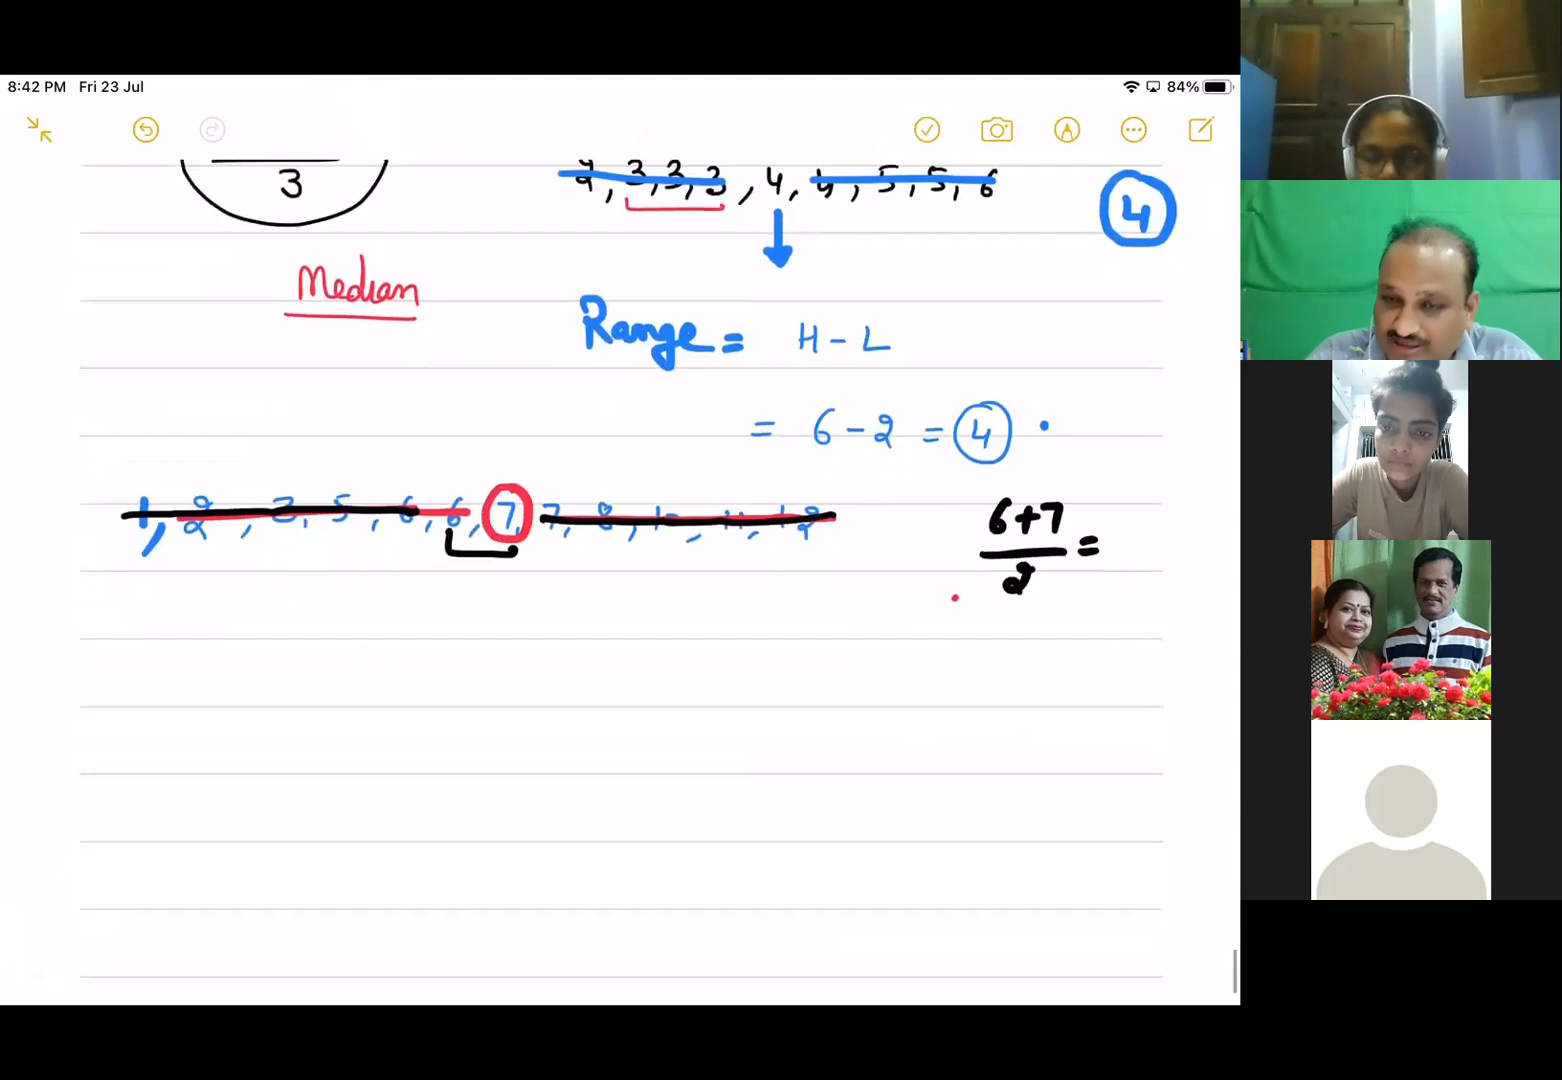 8:42 PM Fri 23 Jul 84%
3
2, 3, 3, 3, 4, 4, 5, 5, 6
4
Median
Range = H - L
= 6 - 2 = 4
1, 2, 3, 5, 6, 6, 7, 7, 8,
6+7
2
=